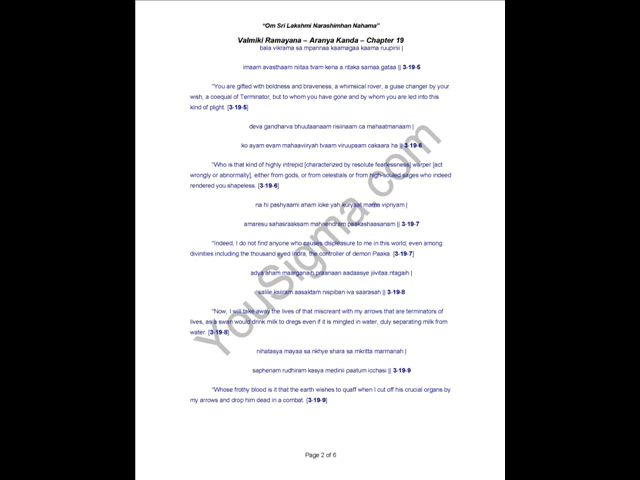 "Om Sri Lakshmi Narashimhan Nahama"
Valmiki Ramayana – Aranya Kanda – Chapter 19
bala vikrama sa.mpannaa kaamagaa kaama ruupinii |
imaam avasthaam niitaa tvam kena a.ntaka samaa gataa || 3-19-5
"You are gifted with boldness and braveness, a whimsical rover, a guise changer by your
wish, a coequal of Terminator, but to whom you have gone and by whom you are led into this
kind of plight. [3-19-5]
deva gandharva bhuutaanaam risiinaam ca mahaatmanaam |
ko ayam evam mahaaviiryah tvaam viruupaam cakaara ha || 3-19-6
"Who is that kind of highly intrepid [characterized by resolute fearlessness] warper [act
wrongly or abnormally], either from gods, or from celestials or from high-souled sages who indeed
rendered you shapeless. [3-19-6]
na hi pashyaami aham loke yah kuryaat mama vipriyam |
amaresu sahasraaksam mahendram paakashaasanam || 3-19-7
"Indeed, I do not find anyone who causes displeasure to me in this world, even among
divinities including the thousand eyed Indra, the controller of demon Paaka. [3-19-7]
adya aham maarganaih praanaan aadaasye jiivitaa.ntagaih |
salile ksiiram aasaktam nispiban iva saarasah || 3-19-8
"Now, I will take away the lives of that miscreant with my arrows that are terminators of
lives, as a swan would drink milk to dregs even if it is mingled in water, duly separating milk from
water. [3-19-8]
nihatasya mayaa sa.nkhye shara sa.mkritta marmanah |
saphenam rudhiram kasya medinii paatum icchasi || 3-19-9
"Whose frothy blood is it that the earth wishes to quaff when I cut off his crucial organs by
my arrows and drop him dead in a combat. [3-19-9]
YouSigma.com
Page 2 of 6